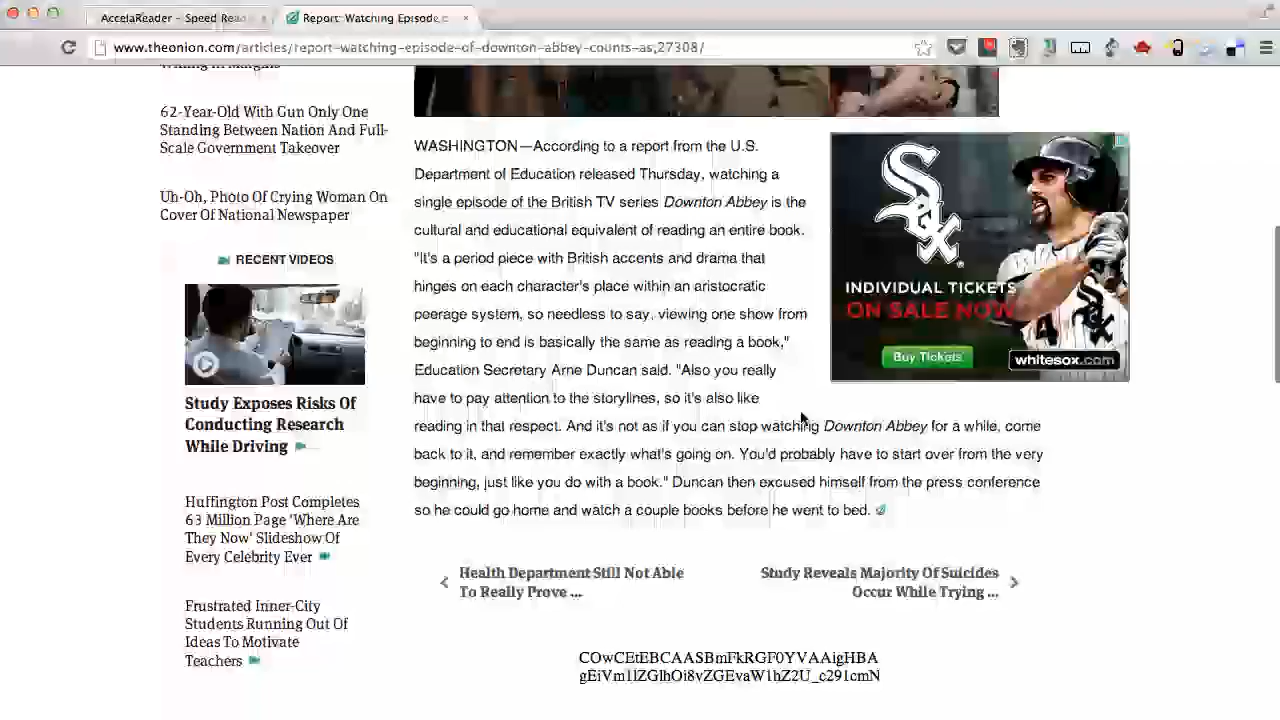 AccelaReader - Speed Read
Report: Watching Episode o
www.theonion.com/articles/report-watching-episode-of-downton-abbey-counts-as,27308/
Writing In Margins
62-Year-Old With Gun Only One
Standing Between Nation And Full-
Scale Government Takeover
Uh-Oh, Photo Of Crying Woman On
Cover Of National Newspaper
RECENT VIDEOS
Study Exposes Risks Of
Conducting Research
While Driving
Huffington Post Completes
63 Million Page 'Where Are
They Now' Slideshow Of
Every Celebrity Ever
Frustrated Inner-City
Students Running Out Of
Ideas To Motivate
Teachers
WASHINGTON—According to a report from the U.S.
Department of Education released Thursday, watching a
single episode of the British TV series Downton Abbey is the
cultural and educational equivalent of reading an entire book.
"It's a period piece with British accents and drama that
hinges on each character's place within an aristocratic
peerage system, so needless to say, viewing one show from
beginning to end is basically the same as reading a book,"
Education Secretary Arne Duncan said. "Also you really
have to pay attention to the storylines, so it's also like
reading in that respect. And it's not as if you can stop watching Downton Abbey for a while, come
back to it, and remember exactly what's going on. You'd probably have to start over from the very
beginning, just like you do with a book." Duncan then excused himself from the press conference
so he could go home and watch a couple books before he went to bed.
Sox
INDIVIDUAL TICKETS
ON SALE NOW
Buy Tickets
whitesox.com
Health Department Still Not Able
To Really Prove ...
Study Reveals Majority Of Suicides
Occur While Trying ...
COwCEtEBCAASBmFkRGF0YVAAigHBA
gEiVm1lZGlhOi8vZGEvaW1hZ2U_c291cmN